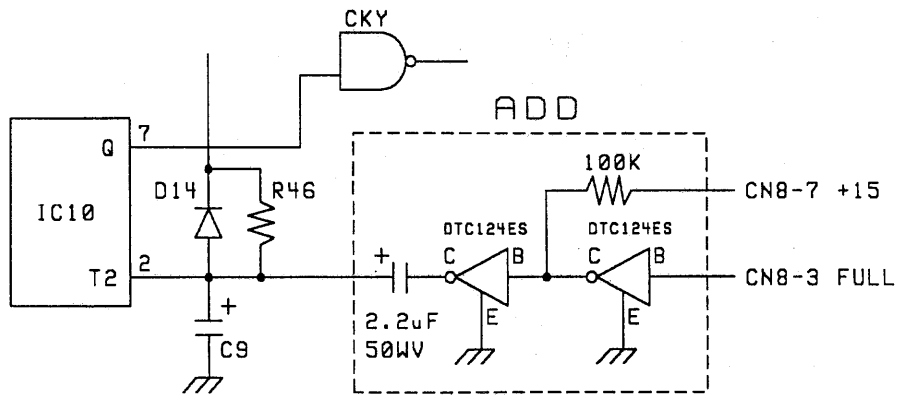 CKY
ADD
Q 7
IC10
T2 2
D14
R46
+
C9
100K
CN8-7 +15
DTC124ES
DTC124ES
C B
C B
+
E
E
CN8-3 FULL
2.2uF
50WV